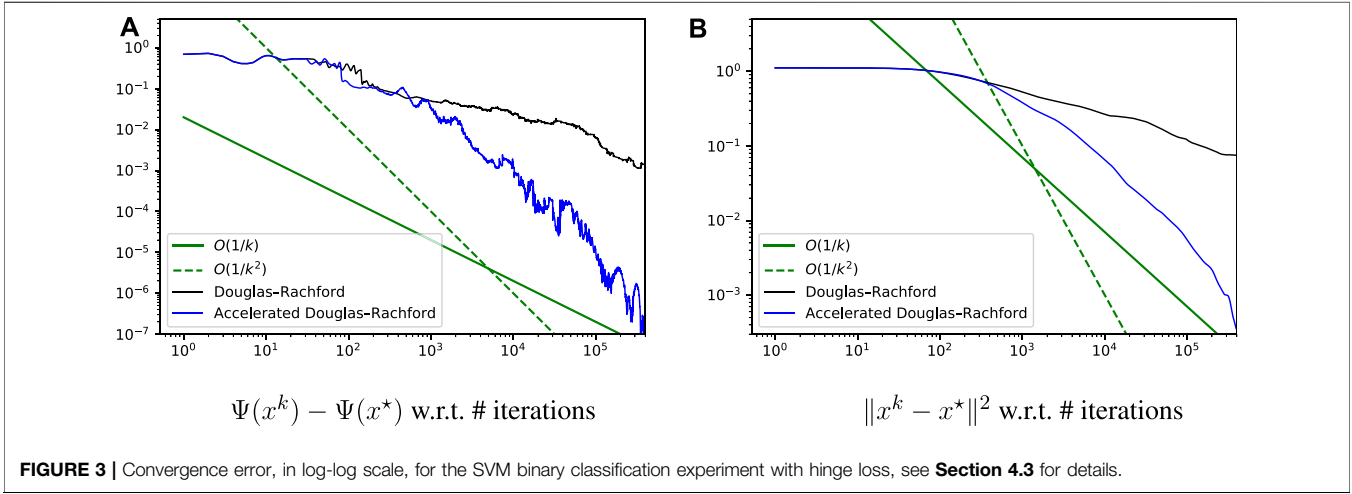 A
10^0
10^-1
10^-2
10^-3
10^-4
10^-5
10^-6
10^-7
O(1/k)
O(1/k^2)
Douglas–Rachford
Accelerated Douglas–Rachford
10^0 10^1 10^2 10^3 10^4 10^5
Ψ(x^k) − Ψ(x^⋆) w.r.t. # iterations
B
10^0
10^-1
10^-2
10^-3
O(1/k)
O(1/k^2)
Douglas–Rachford
Accelerated Douglas–Rachford
10^0 10^1 10^2 10^3 10^4 10^5
‖x^k − x^⋆‖^2 w.r.t. # iterations
FIGURE 3 | Convergence error, in log-log scale, for the SVM binary classification experiment with hinge loss, see Section 4.3 for details.